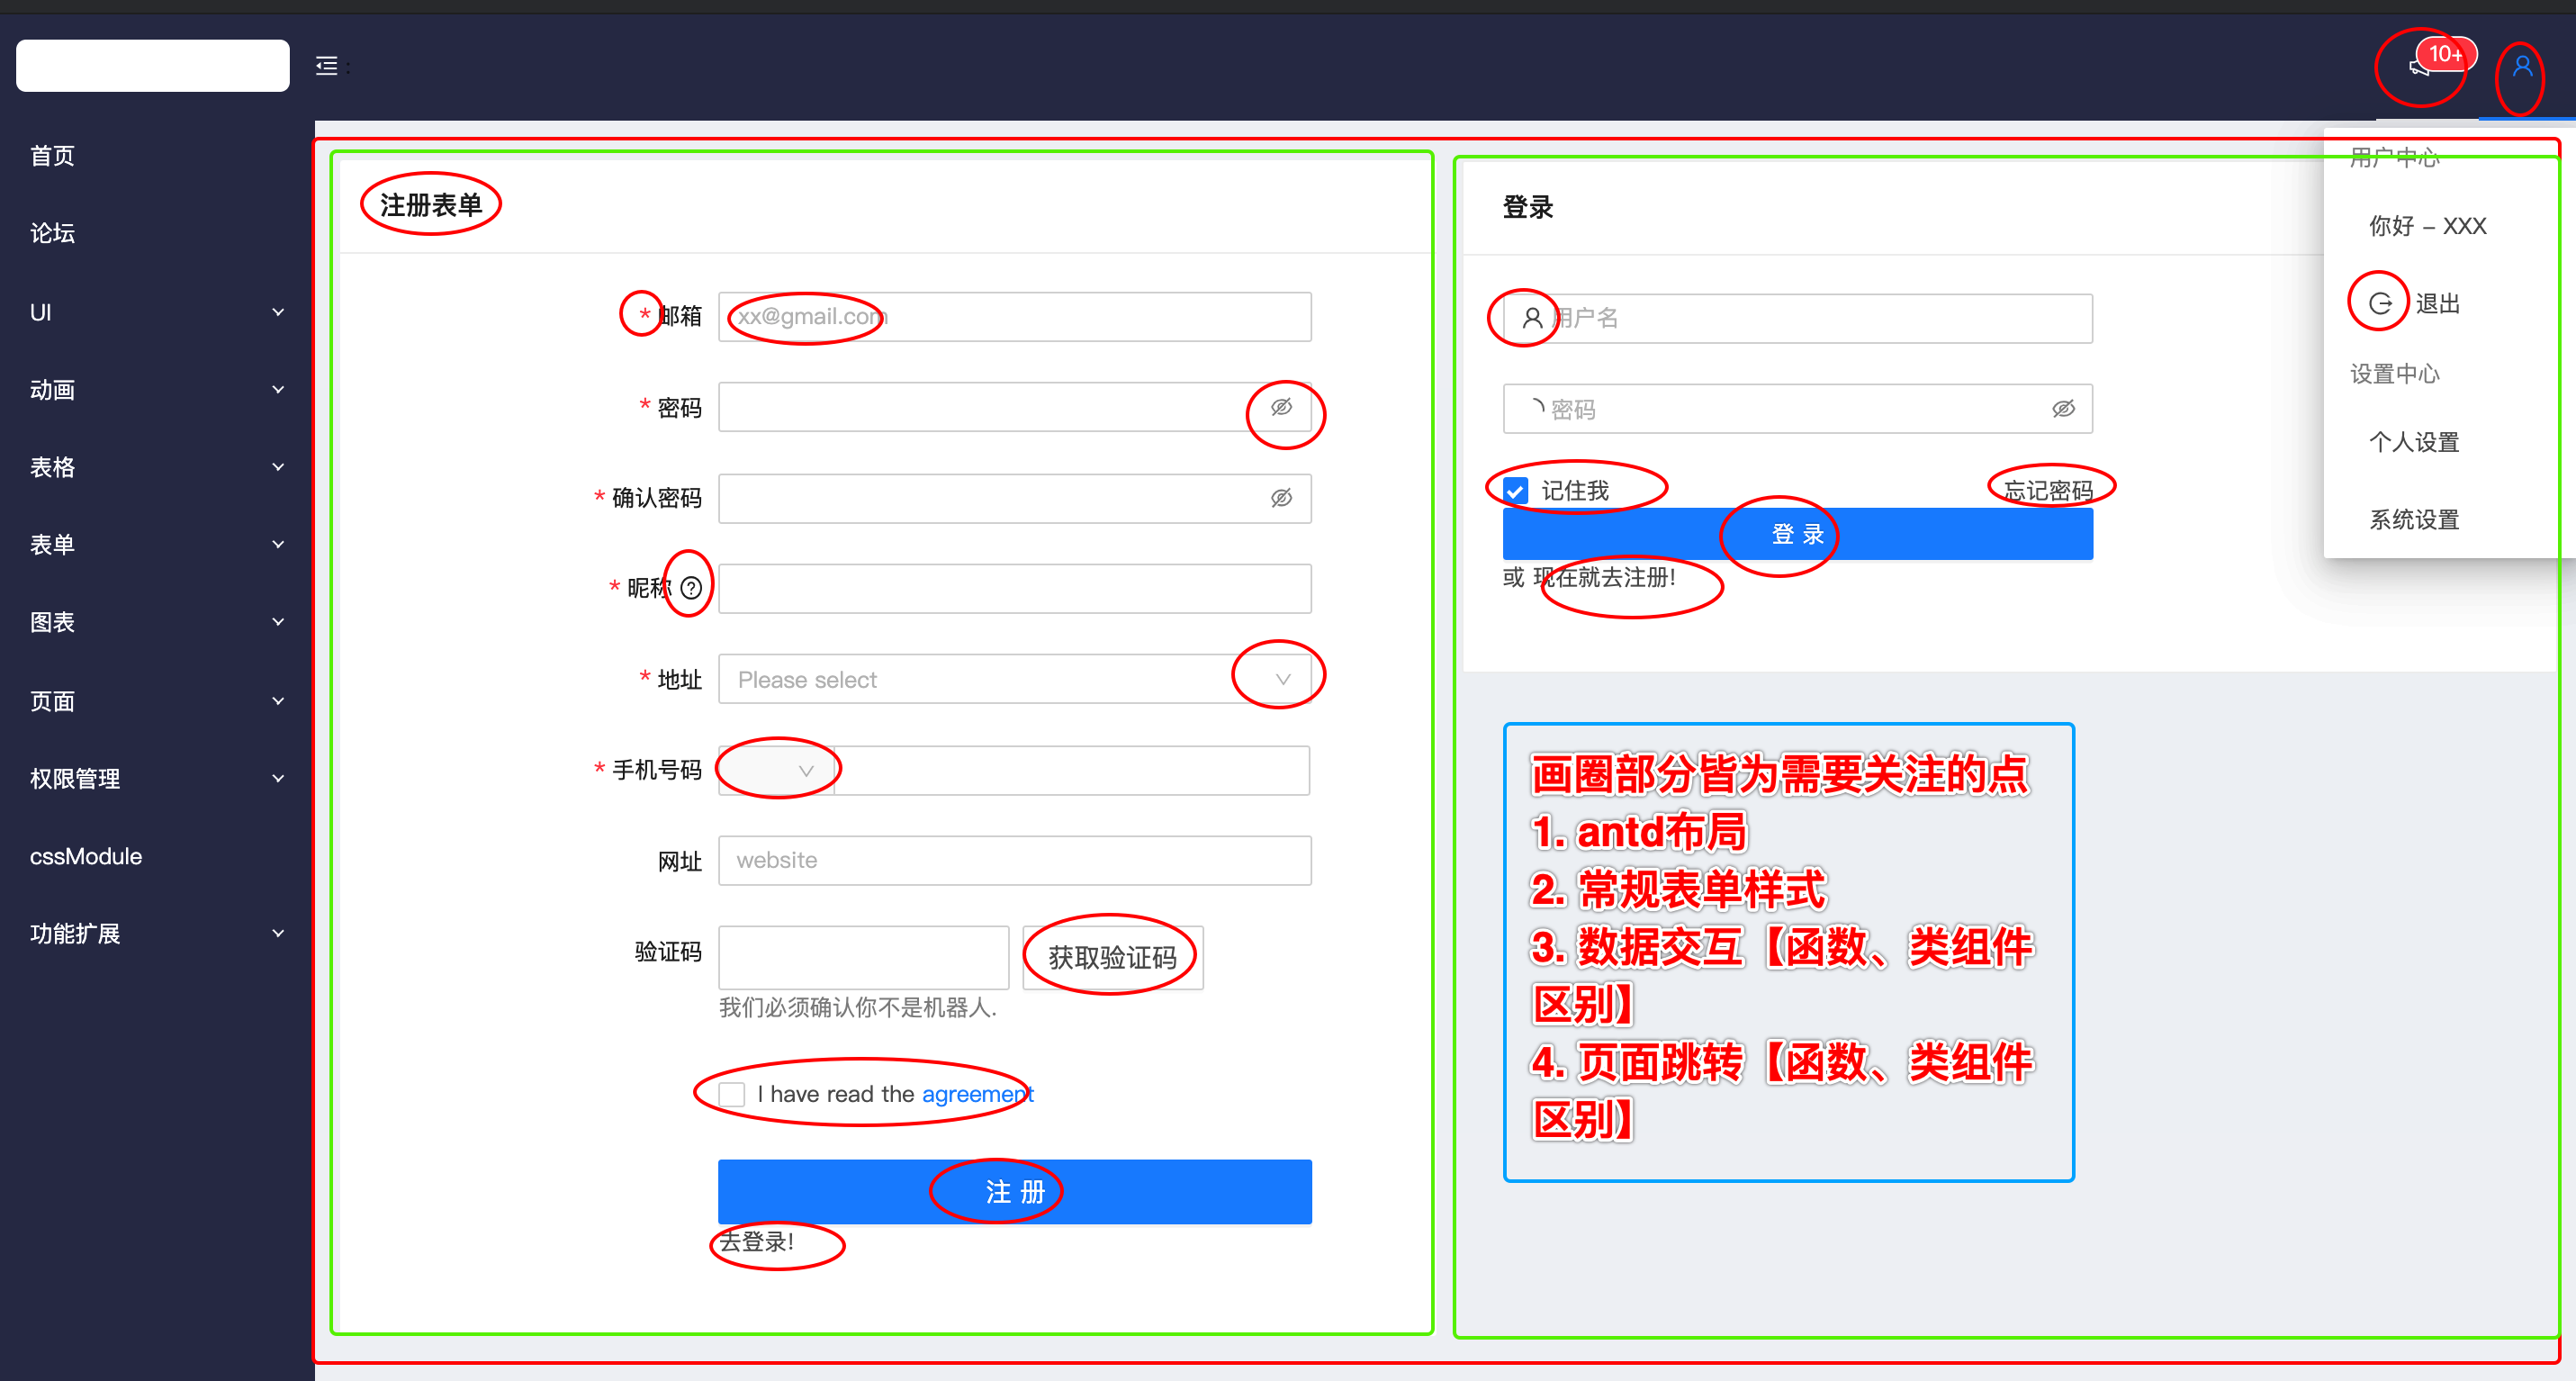 10+
首页
论坛
UI
动画
表格
表单
图表
页面
权限管理
cssModule
功能扩展
注册表单
* 邮箱
xx@gmail.com
* 密码
* 确认密码
* 昵称
* 地址
Please select
* 手机号码
网址
website
验证码
获取验证码
我们必须确认你不是机器人.
I have read the agreement
注 册
去登录!
登录
用户名
密码
记住我
忘记密码
登 录
或 现在就去注册!
用户中心
你好 - XXX
退出
设置中心
个人设置
系统设置
画圈部分皆为需要关注的点
1. antd布局
2. 常规表单样式
3. 数据交互【函数、类组件
区别】
4. 页面跳转【函数、类组件
区别】